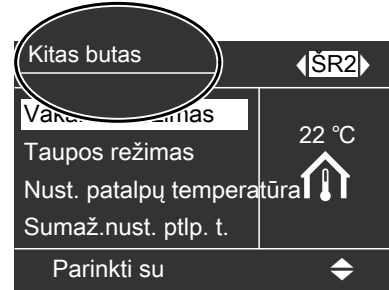 Kitas butas
ŠR2
22 °C
Taupos režimas
Nust. patalpų temperatūra
Sumaž.nust. ptlp. t.
Parinkti su